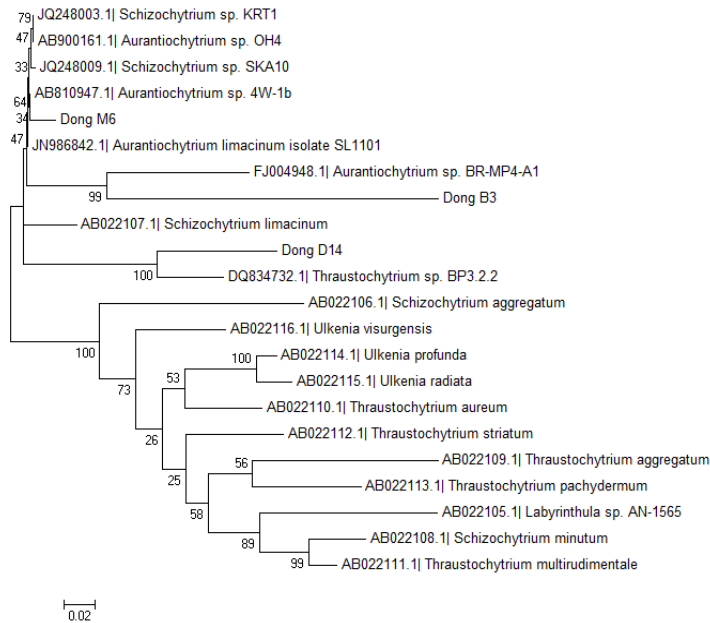 79
JQ248003.1| Schizochytrium sp. KRT1
47
AB900161.1| Aurantiochytrium sp. OH4
33
JQ248009.1| Schizochytrium sp. SKA10
AB810947.1| Aurantiochytrium sp. 4W-1b
64
34
Dong M6
47
JN986842.1| Aurantiochytrium limacinum isolate SL1101
FJ004948.1| Aurantiochytrium sp. BR-MP4-A1
99
Dong B3
AB022107.1| Schizochytrium limacinum
Dong D14
100
DQ834732.1| Thraustochytrium sp. BP3.2.2
AB022106.1| Schizochytrium aggregatum
100
AB022116.1| Ulkenia visurgensis
73
AB022114.1| Ulkenia profunda
100
AB022115.1| Ulkenia radiata
53
AB022110.1| Thraustochytrium aureum
26
AB022112.1| Thraustochytrium striatum
25
AB022109.1| Thraustochytrium aggregatum
56
AB022113.1| Thraustochytrium pachydermum
58
AB022105.1| Labyrinthula sp. AN-1565
89
AB022108.1| Schizochytrium minutum
99
AB022111.1| Thraustochytrium multirudimentale
0.02